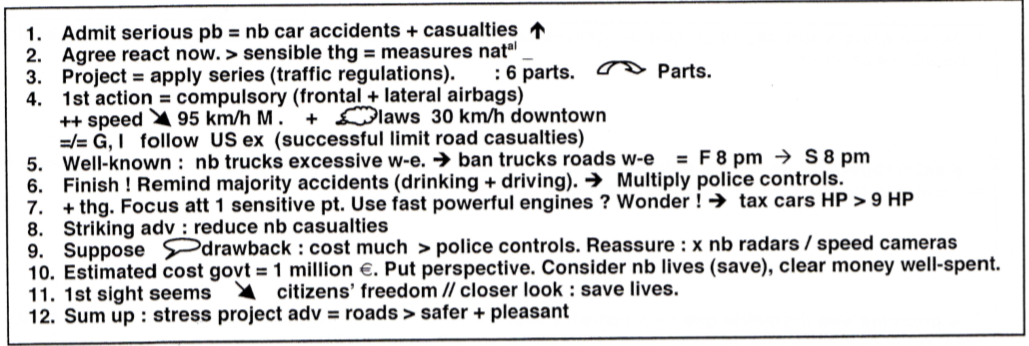 1. Admit serious pb = nb car accidents + casualties ↑
2. Agree react now. > sensible thg = measures natal _
3. Project = apply series (traffic regulations). : 6 parts. Parts.
4. 1st action = compulsory (frontal + lateral airbags)
++ speed ↘ 95 km/h M . + laws 30 km/h downtown
=/= G, I follow US ex (successful limit road casualties)
5. Well-known : nb trucks excessive w-e. → ban trucks roads w-e = F 8 pm → S 8 pm
6. Finish ! Remind majority accidents (drinking + driving). → Multiply police controls.
7. + thg. Focus att 1 sensitive pt. Use fast powerful engines ? Wonder ! → tax cars HP > 9 HP
8. Striking adv : reduce nb casualties
9. Suppose drawback : cost much > police controls. Reassure : x nb radars / speed cameras
10. Estimated cost govt = 1 million €. Put perspective. Consider nb lives (save), clear money well-spent.
11. 1st sight seems ↘ citizens' freedom // closer look : save lives.
12. Sum up : stress project adv = roads > safer + pleasant